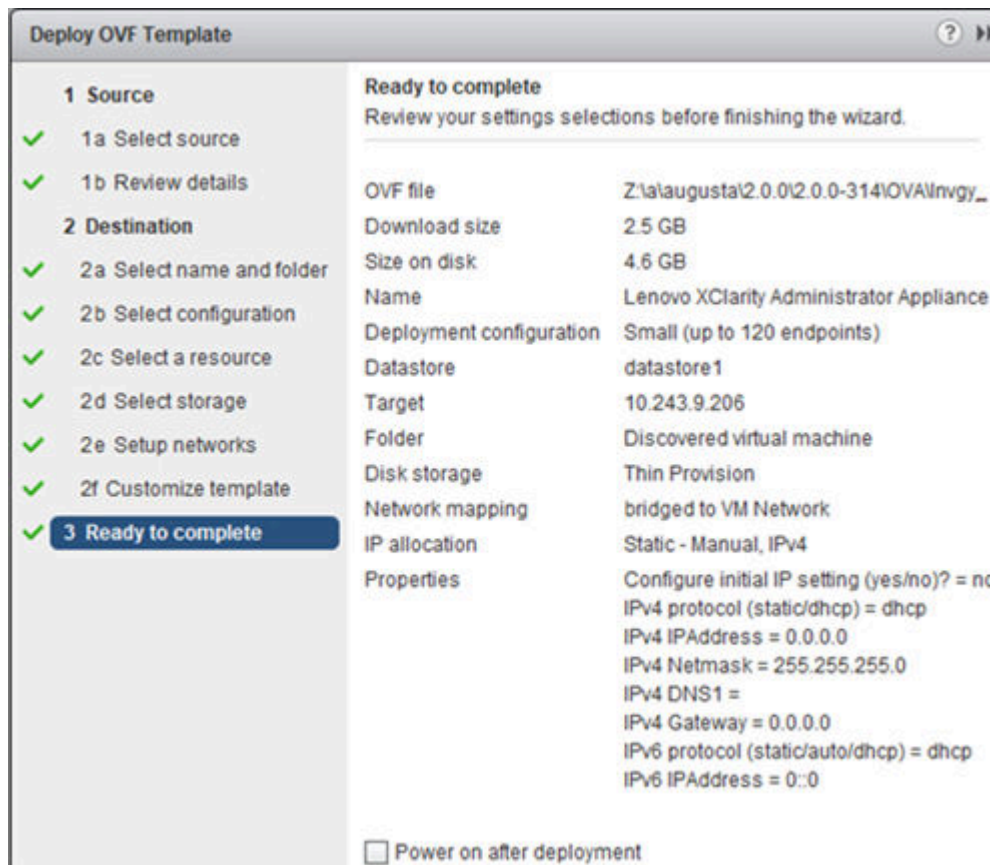 Deploy OVF Template
?
1 Source
1a Select source
1b Review details
2 Destination
2a Select name and folder
2b Select configuration
2c Select a resource
2d Select storage
2e Setup networks
2f Customize template
3 Ready to complete
Ready to complete
Review your settings selections before finishing the wizard.
OVF file Z:\a\augusta\2.0.0\2.0.0-314\OVA\lnvgy_
Download size 2.5 GB
Size on disk 4.6 GB
Name Lenovo XClarity Administrator Appliance
Deployment configuration Small (up to 120 endpoints)
Datastore datastore1
Target 10.243.9.206
Folder Discovered virtual machine
Disk storage Thin Provision
Network mapping bridged to VM Network
IP allocation Static - Manual, IPv4
Properties Configure initial IP setting (yes/no)? = no
IPv4 protocol (static/dhcp) = dhcp
IPv4 IPAddress = 0.0.0.0
IPv4 Netmask = 255.255.255.0
IPv4 DNS1 =
IPv4 Gateway = 0.0.0.0
IPv6 protocol (static/auto/dhcp) = dhcp
IPv6 IPAddress = 0::0
Power on after deployment